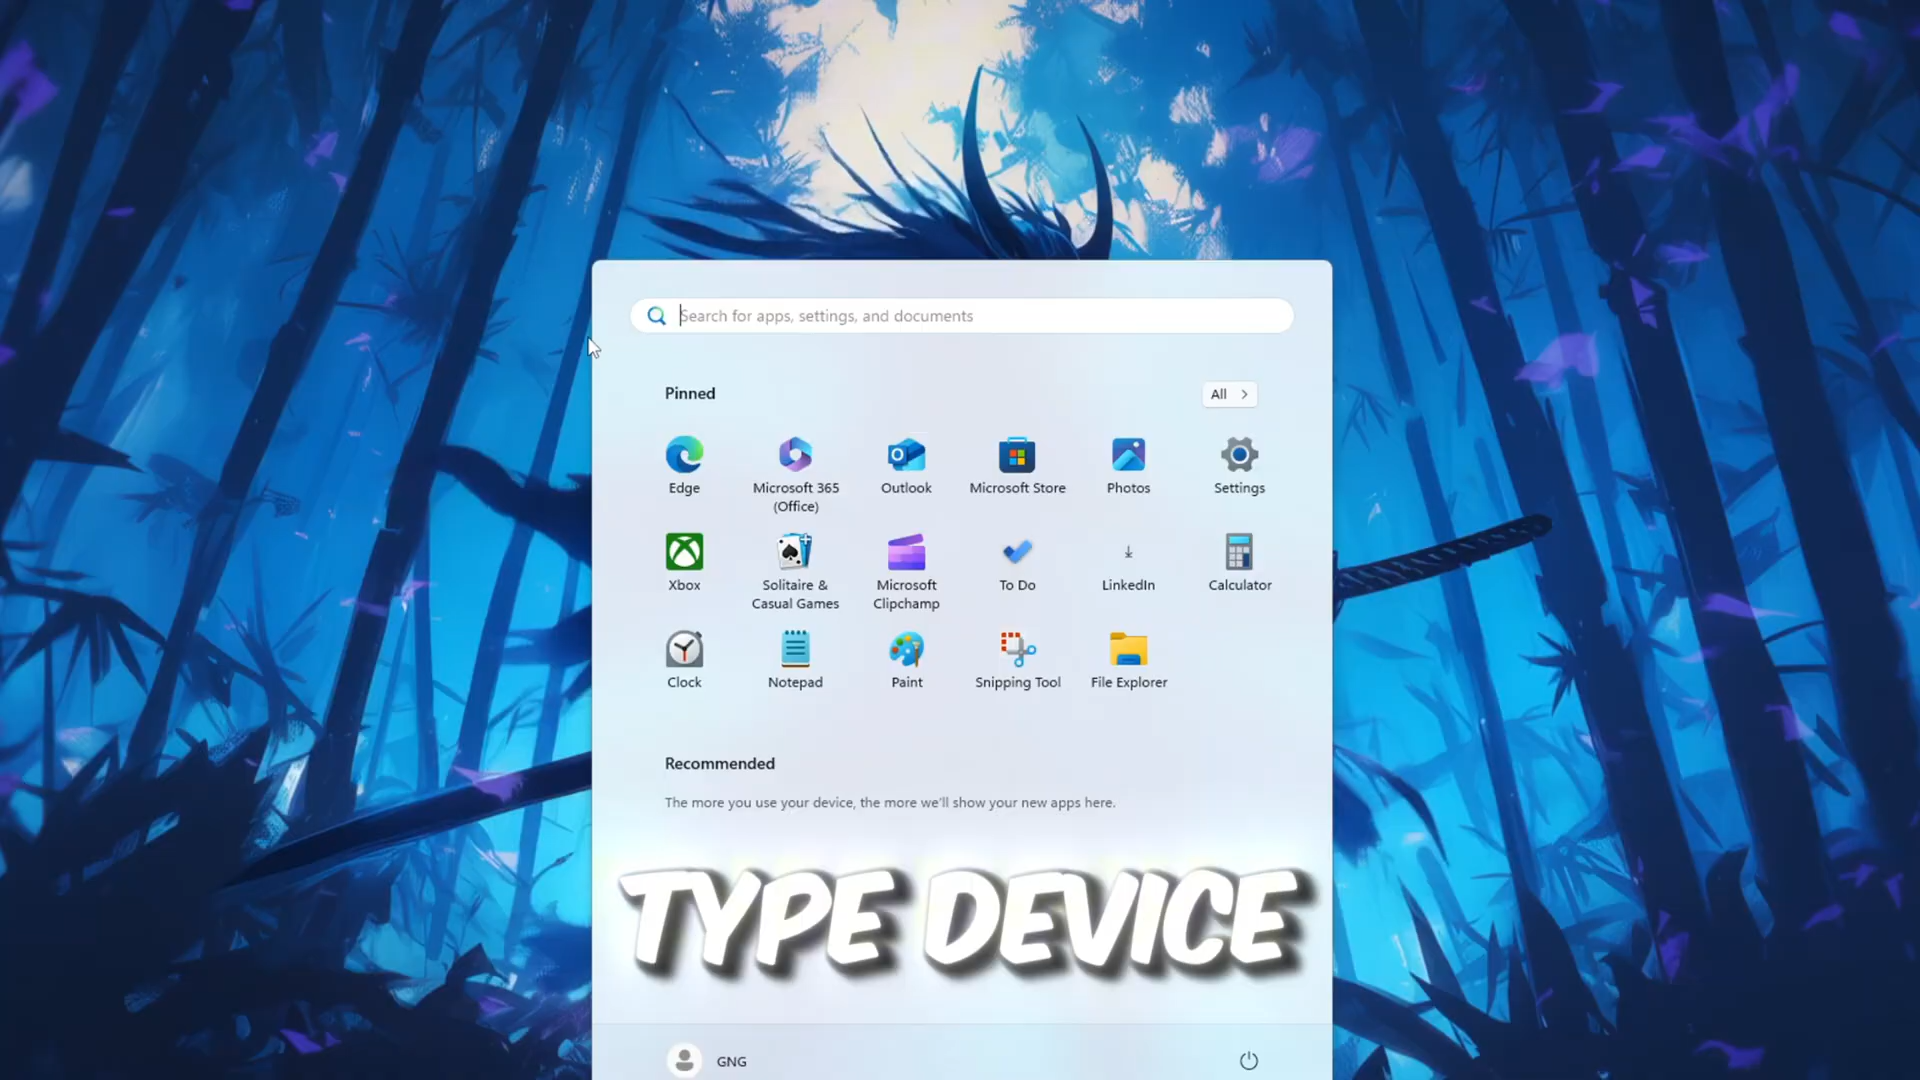 Search for apps, settings, and documents
Pinned
All
Edge
Microsoft 365
(Office)
Outlook
Microsoft Store
Photos
Settings
Xbox
Solitaire &
Casual Games
Microsoft
Clipchamp
To Do
LinkedIn
Calculator
Clock
Notepad
Paint
Snipping Tool
File Explorer
Recommended
The more you use your device, the more we'll show your new apps here.
TYPE DEVICE
GNG